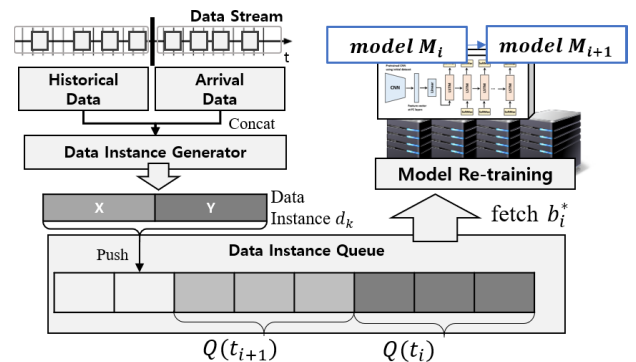 Data Stream
t
Historical
Data
Arrival
Data
Concat
Data Instance Generator
X
Y
Data
Instance d_k
Push
Data Instance Queue
Q(t_{i+1})
Q(t_i)
model M_i
model M_{i+1}
CNN
Model Re-training
fetch b_i^*